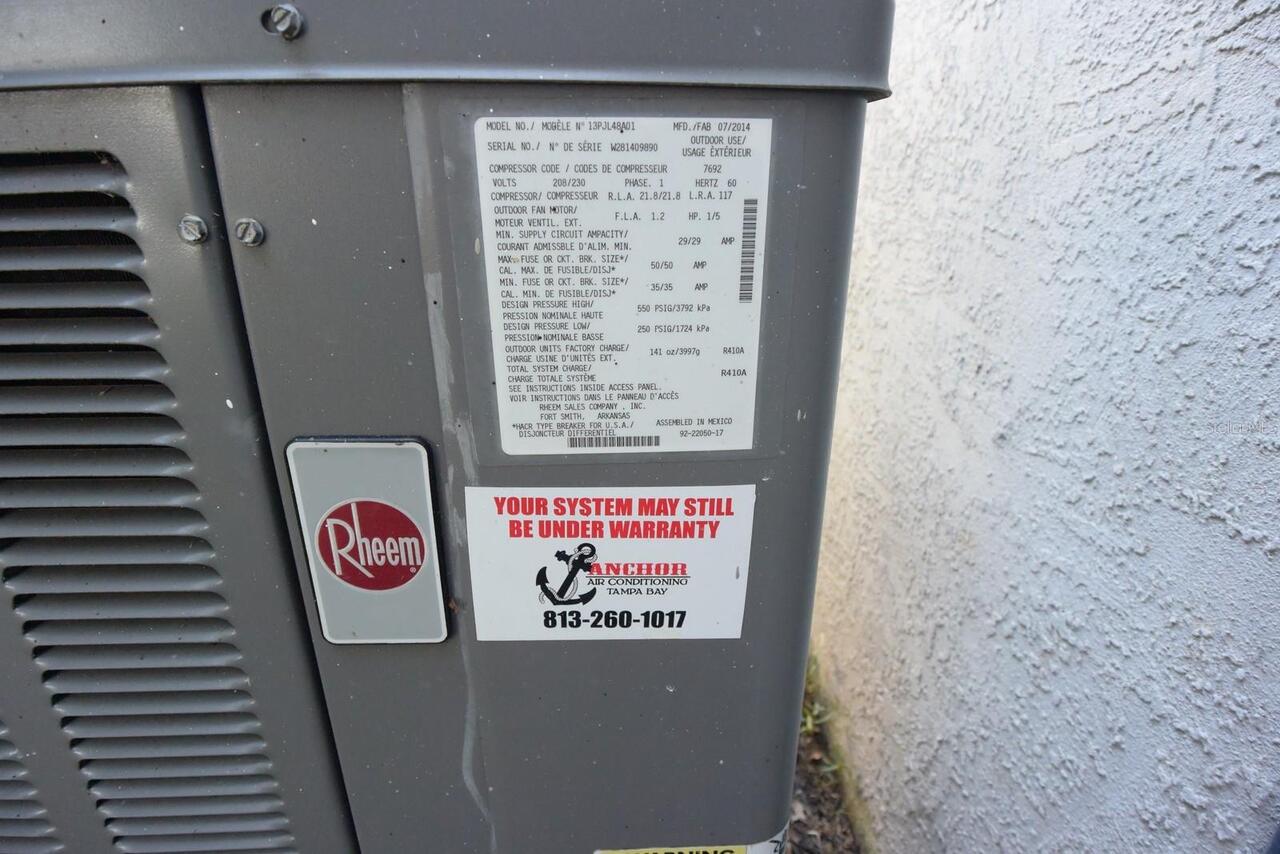 MODEL NO./ MODÈLE N° 13PJL48A01 MFD./FAB 07/2014
SERIAL NO./ N° DE SÉRIE W281409890 OUTDOOR USE/
USAGE ÈXTÉRIEUR
COMPRESSOR CODE / CODES DE COMPRESSEUR 7692
VOLTS 208/230 PHASE. 1 HERTZ 60
COMPRESSOR/ COMPRESSEUR R.L.A. 21.8/21.8 L.R.A. 117
OUTDOOR FAN MOTOR/
MOTEUR VENTIL. EXT. F.L.A. 1.2 HP. 1/5
MIN. SUPPLY CIRCUIT AMPACITY/
COURANT ADMISSBLE D'ALIM. MIN. 29/29 AMP
MAX. FUSE OR CKT. BRK. SIZE*/
CAL. MAX. DE FUSIBLE/DISJ* 50/50 AMP
MIN. FUSE OR CKT. BRK. SIZE*/
CAL. MIN. DE FUSIBLE/DISJ* 35/35 AMP
DESIGN PRESSURE HIGH/
PRESSION NOMINALE HAUTE 550 PSIG/3792 kPa
DESIGN PRESSURE LOW/
PRESSION NOMINALE BASSE 250 PSIG/1724 kPa
OUTDOOR UNITS FACTORY CHARGE/
CHARGE USINE D'UNITÉS EXT. 141 oz/3997g R410A
TOTAL SYSTEM CHARGE/
CHARGE TOTALE SYSTÈME R410A
SEE INSTRUCTIONS INSIDE ACCESS PANEL.
VOIR INSTRUCTIONS DANS LE PANNEAU D'ACCÈS
RHEEM SALES COMPANY , INC.
FORT SMITH, ARKANSAS
*HACR TYPE BREAKER FOR U.S.A./ ASSEMBLED IN MEXICO
DISJONCTEUR DIFFERENTIEL 92-22050-17
Rheem
YOUR SYSTEM MAY STILL
BE UNDER WARRANTY
ANCHOR
AIR CONDITIONING
TAMPA BAY
813-260-1017
WARNING